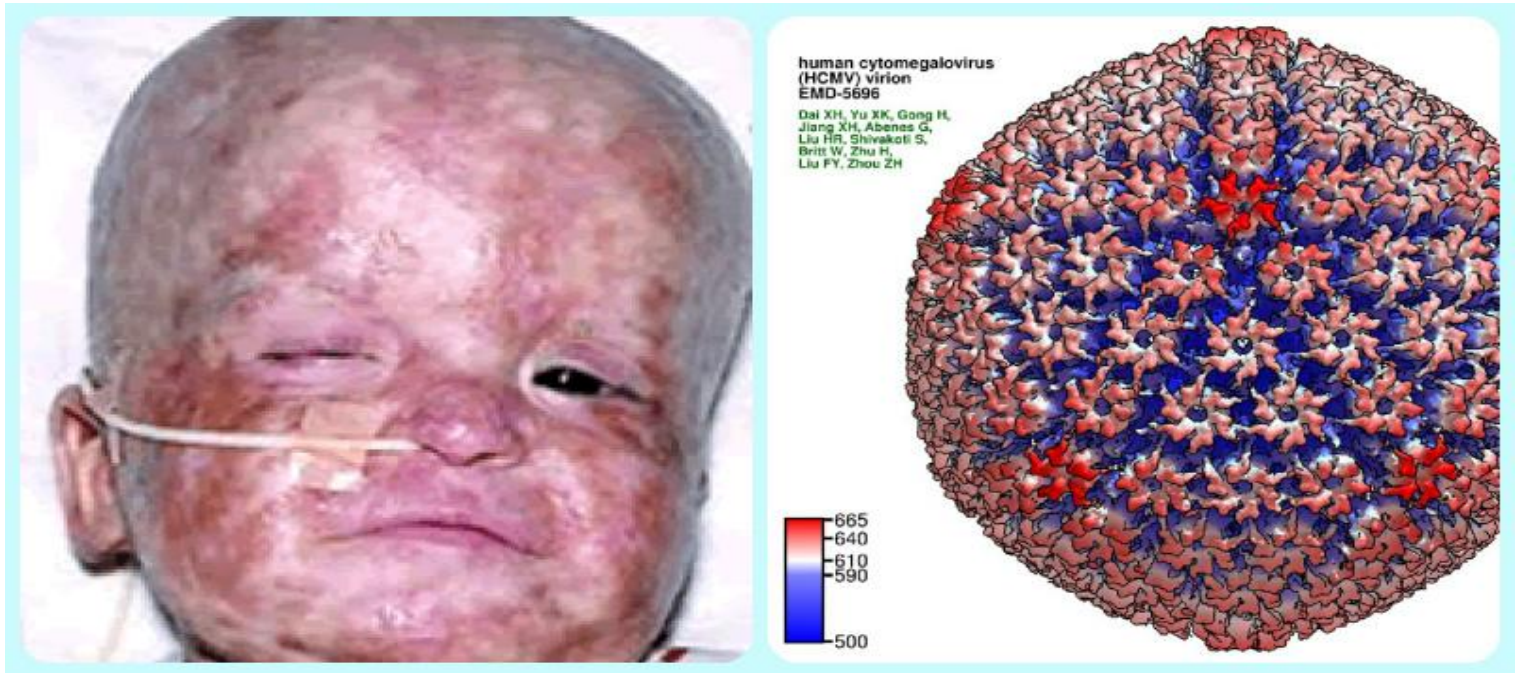 human cytomegalovirus
(HCMV) virion
EMD-5696
Dai XH, Yu XK, Gong H,
Jiang XH, Abenes G,
Liu HR, Shivakoti S,
Britt W, Zhu H,
Liu FY, Zhou ZH
665
640
610
590
500